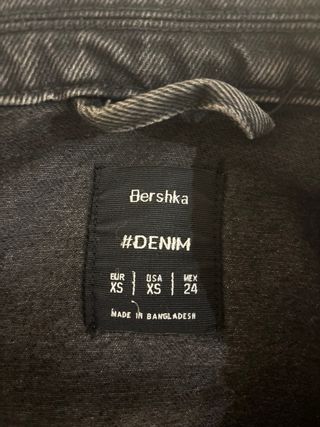 Bershka
#DENIM
EUR USA MEX
XS XS 24
MADE IN BANGLADESH